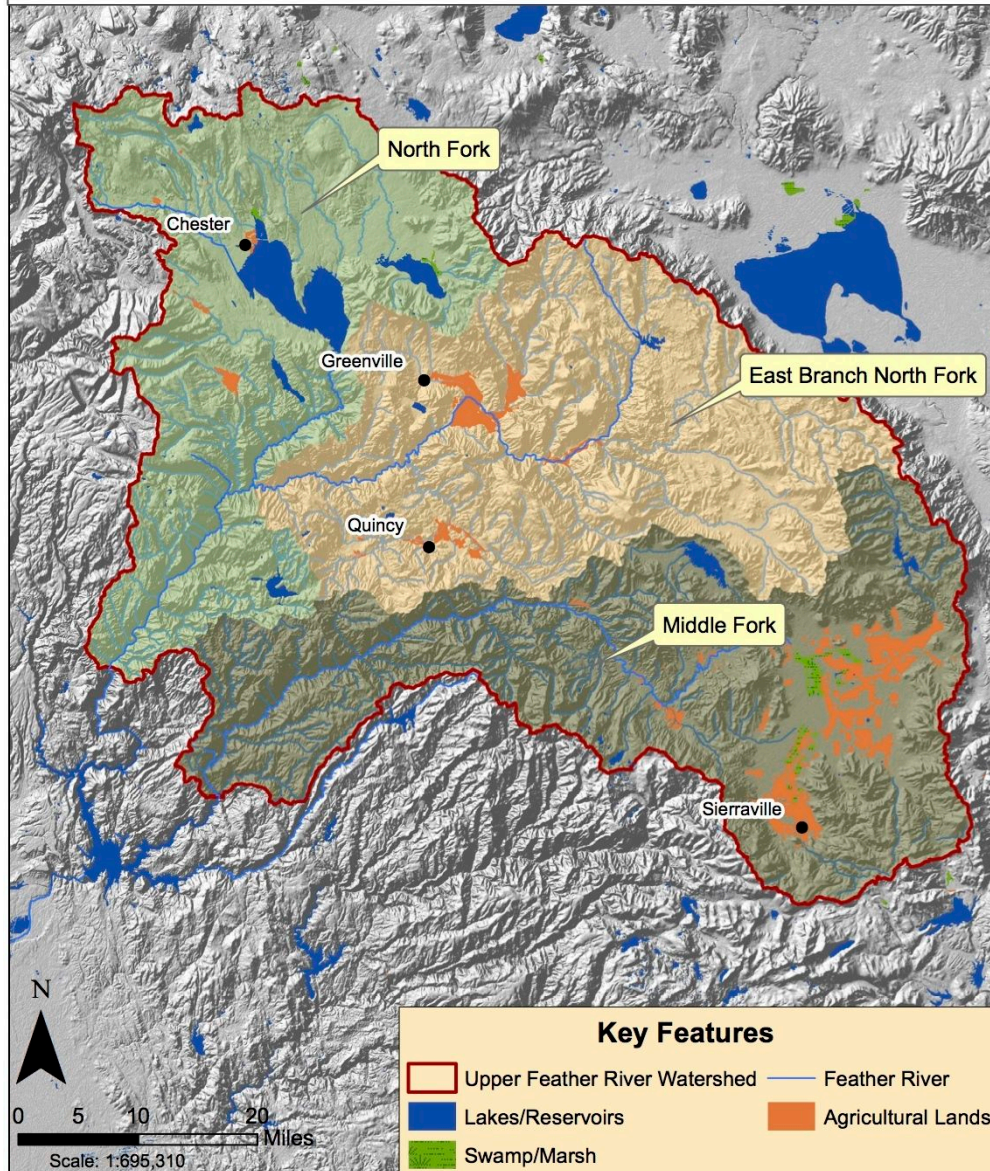 North Fork
Chester
Greenville
East Branch North Fork
Quincy
Middle Fork
Sierraville
N
0 5 10 20
Miles
Scale: 1:695,310
Key Features
Upper Feather River Watershed
Feather River
Lakes/Reservoirs
Agricultural Lands
Swamp/Marsh